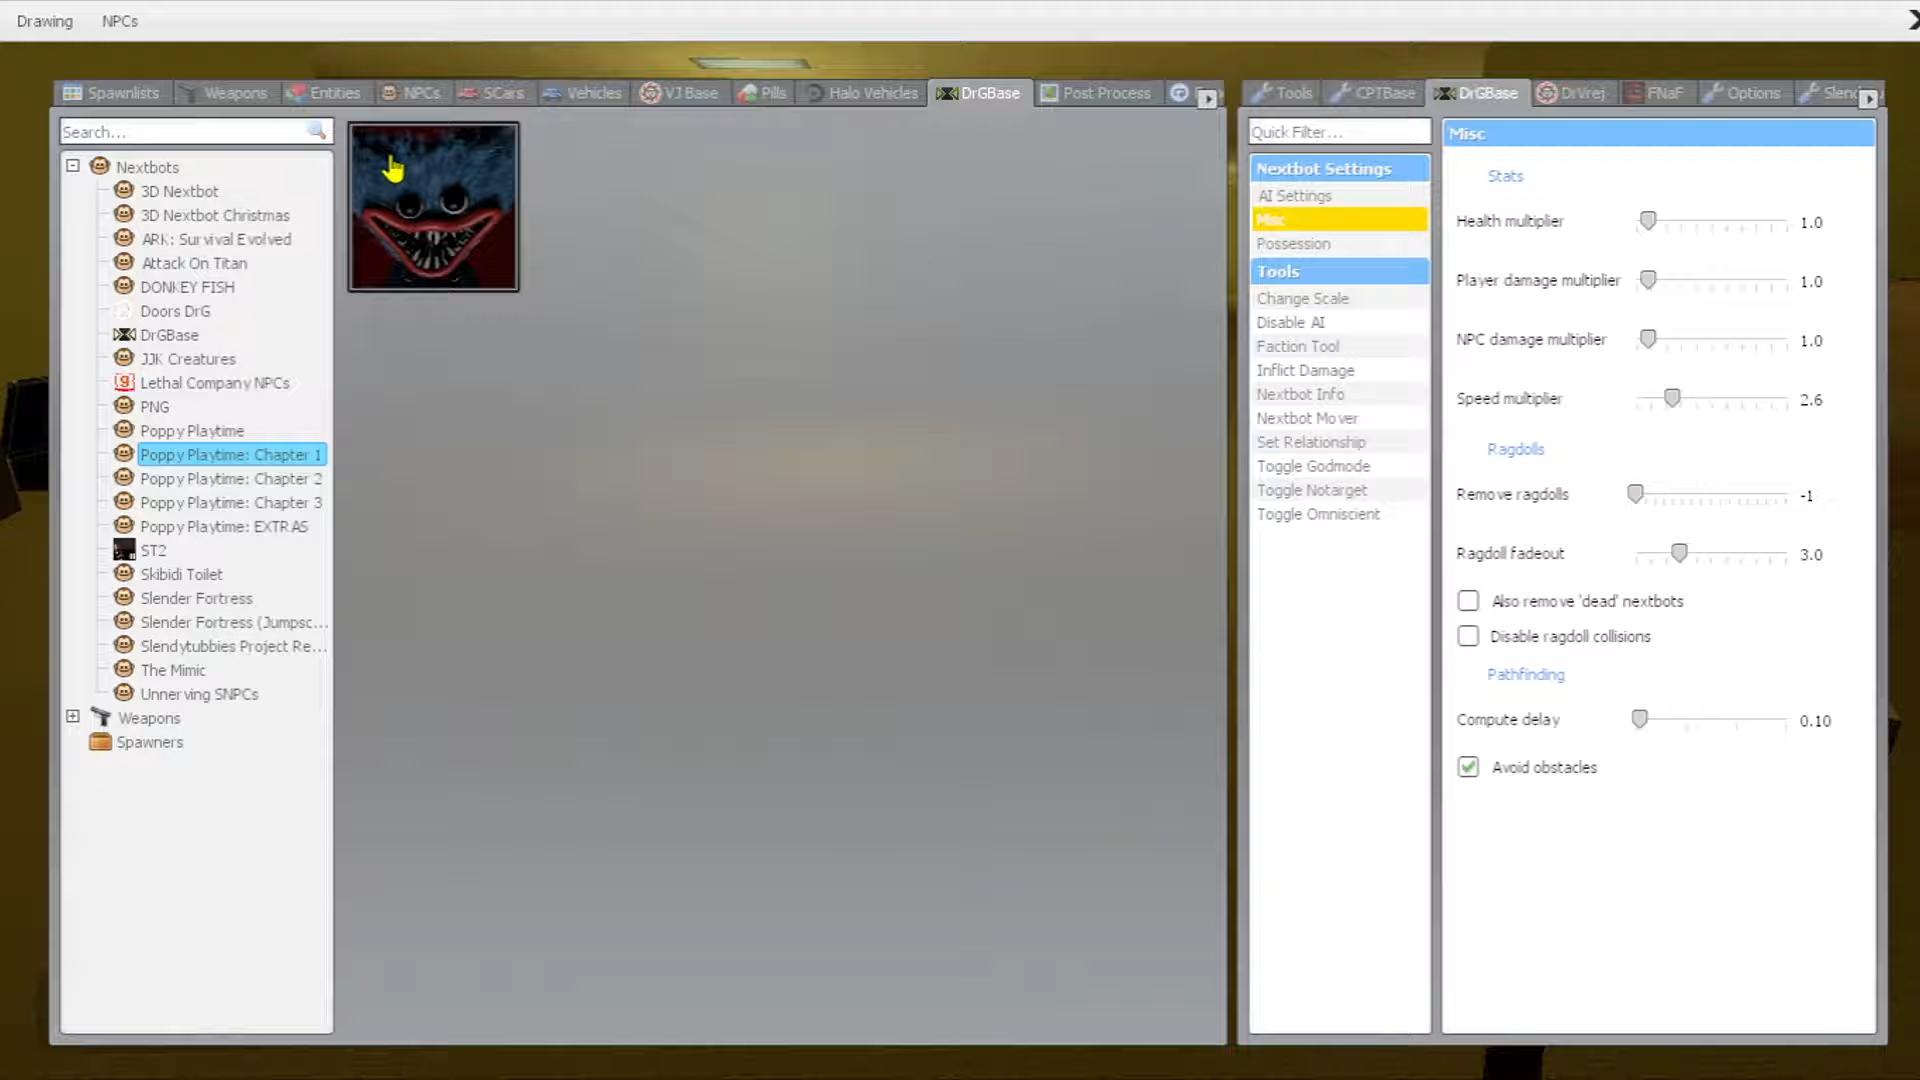 Drawing NPCs
Spawnlists Weapons Entities NPCs SCars Vehicles VJ Base Pills Halo Vehicles DrGBase Post Process
Search...
Nextbots
3D Nextbot
3D Nextbot Christmas
ARK: Survival Evolved
Attack On Titan
DONKEY FISH
Doors DrG
DrGBase
JJK Creatures
Lethal Company NPCs
PNG
Poppy Playtime
Poppy Playtime: Chapter 1
Poppy Playtime: Chapter 2
Poppy Playtime: Chapter 3
Poppy Playtime: EXTRAS
ST2
Skibidi Toilet
Slender Fortress
Slender Fortress (Jumpsc...
Slendytubbies Project Re...
The Mimic
Unnerving SNPCs
Weapons
Spawners
Tools CPTBase DrGBase DrVrej FNaF Options Slend
Quick Filter...
Nextbot Settings
AI Settings
Misc
Possession
Tools
Change Scale
Disable AI
Faction Tool
Inflict Damage
Nextbot Info
Nextbot Mover
Set Relationship
Toggle Godmode
Toggle Notarget
Toggle Omniscient
Misc
Stats
Health multiplier 1.0
Player damage multiplier 1.0
NPC damage multiplier 1.0
Speed multiplier 2.6
Ragdolls
Remove ragdolls -1
Ragdoll fadeout 3.0
Also remove 'dead' nextbots
Disable ragdoll collisions
Pathfinding
Compute delay 0.10
Avoid obstacles